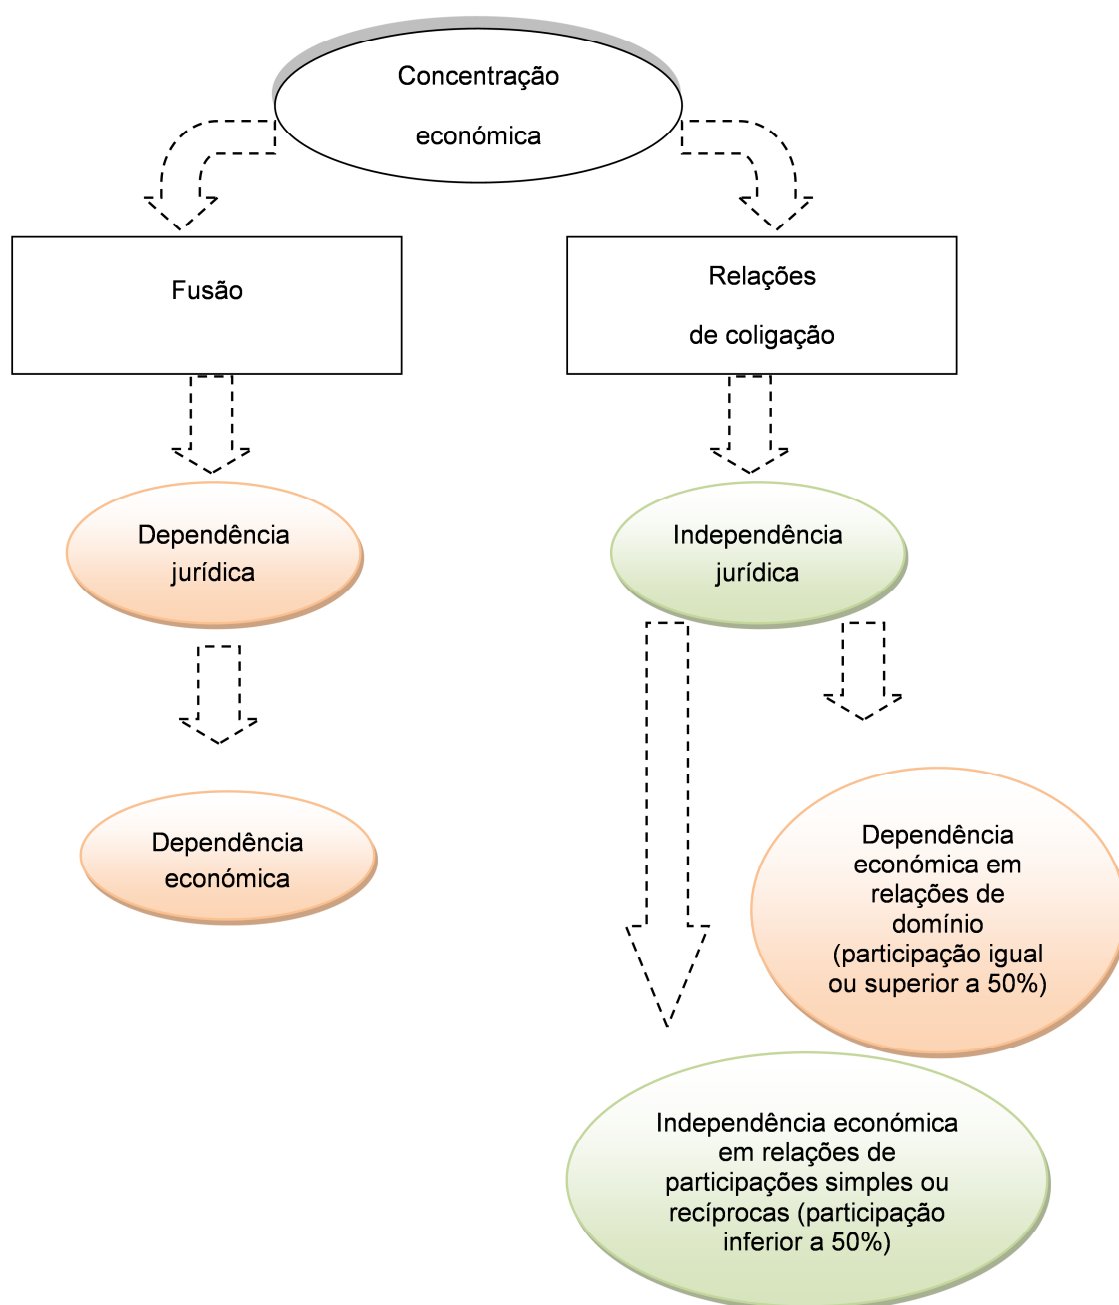 Concentração
económica
Fusão
Relações
de coligação
Dependência
jurídica
Independência
jurídica
Dependência
económica
Dependência
económica em
relações de
domínio
(participação igual
ou superior a 50%)
Independência económica
em relações de
participações simples ou
recíprocas (participação
inferior a 50%)